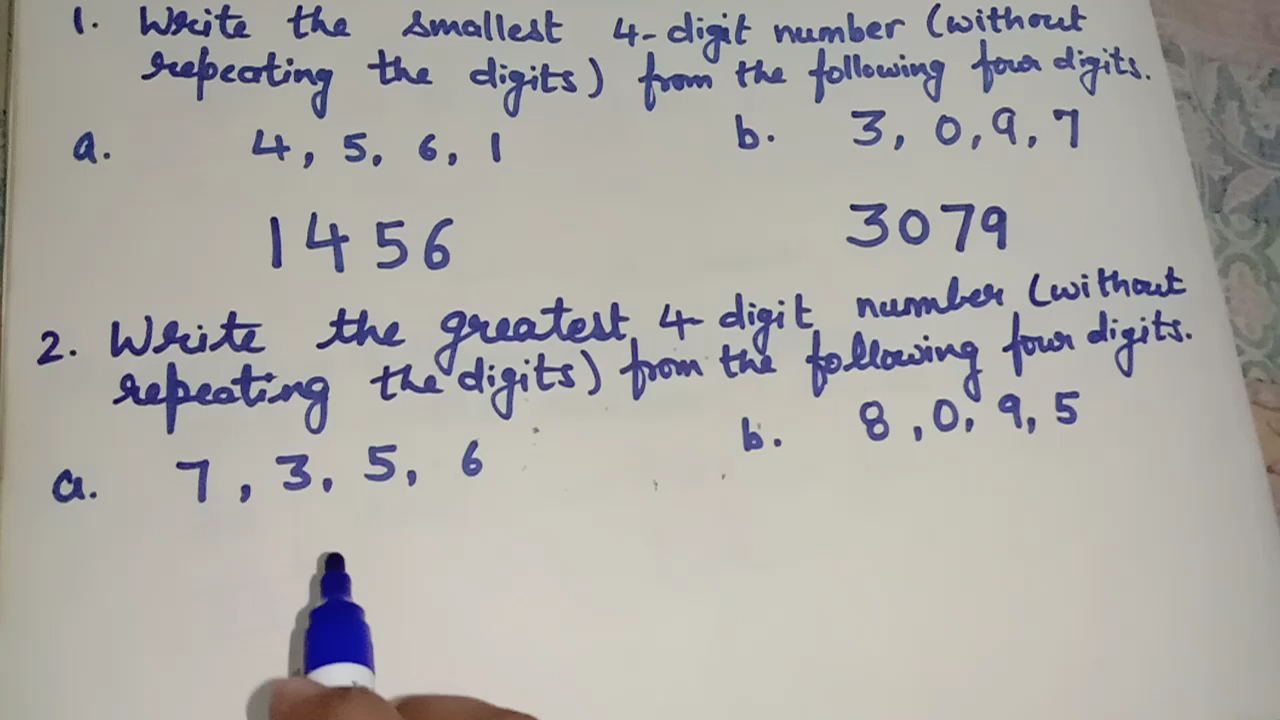 1. Write the smallest 4-digit number (without
repeating the digits) from the following four digits.
a. 4, 5, 6, 1 b. 3, 0, 9, 7
1456 3079
2. Write the greatest 4-digit number (without
repeating the digits) from the following four digits.
a. 7, 3, 5, 6 b. 8, 0, 9, 5